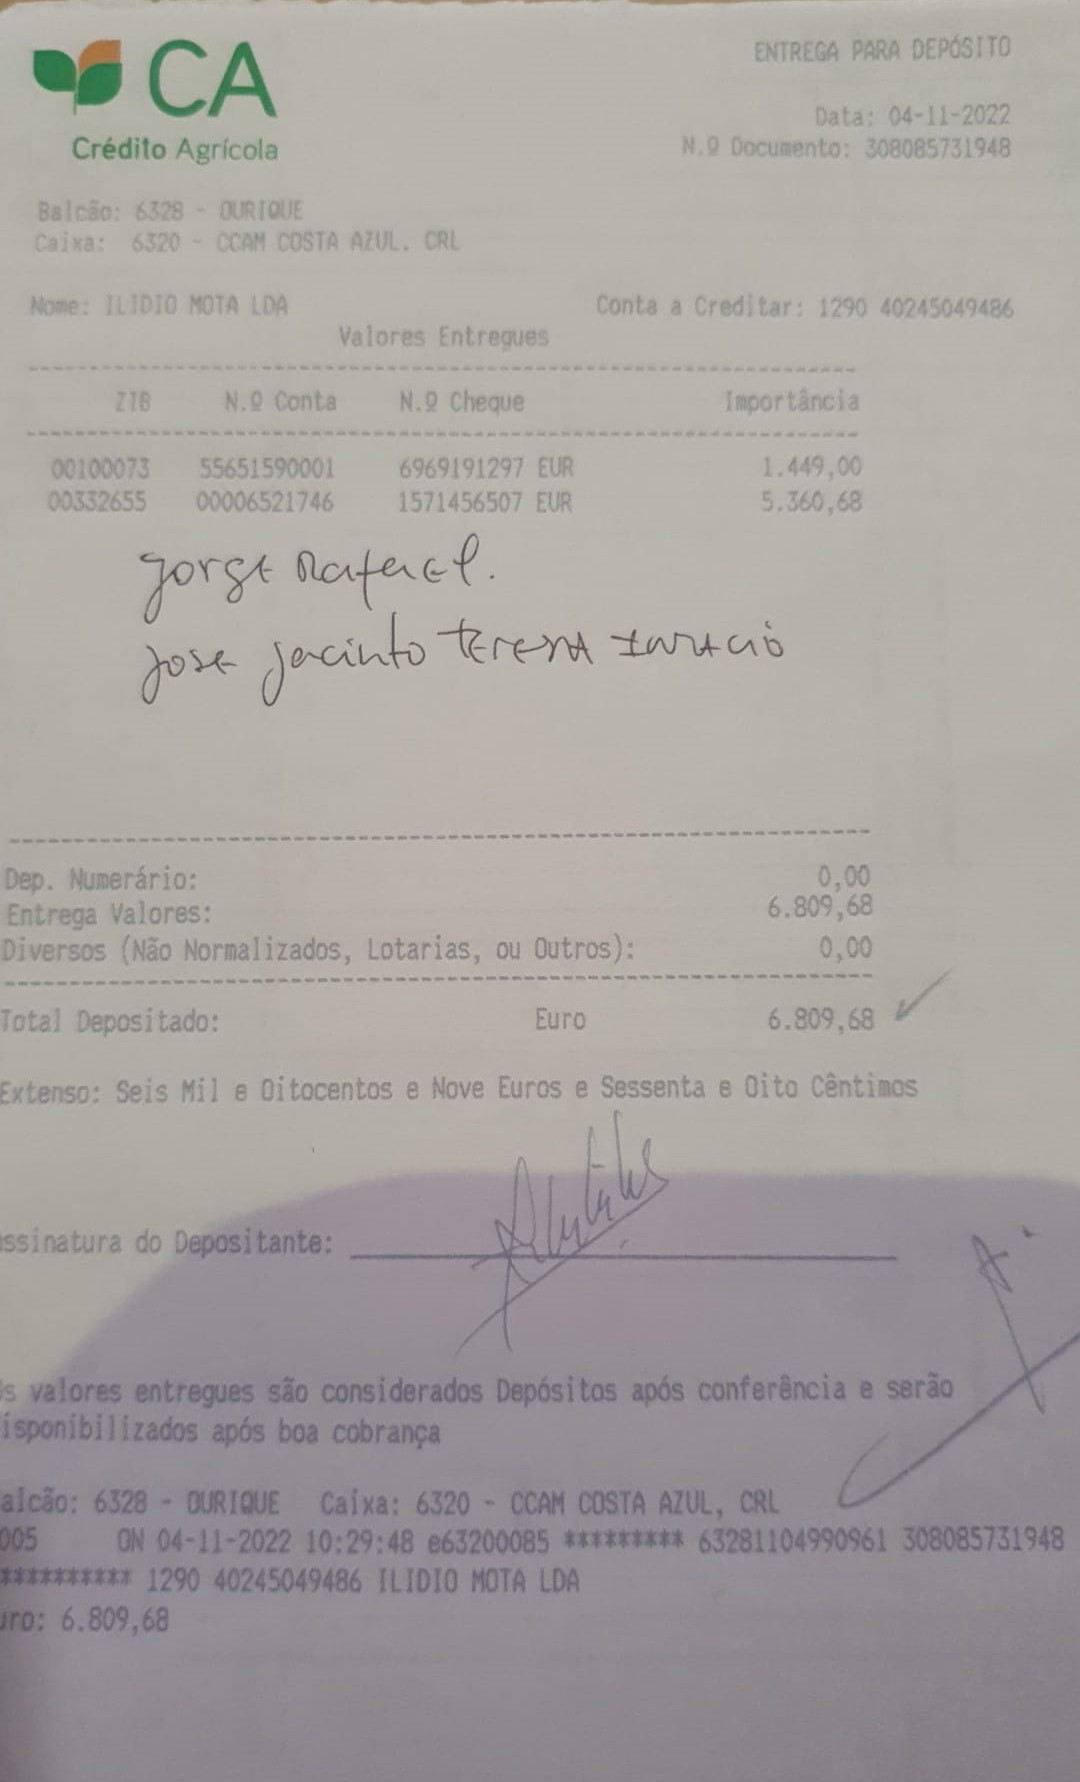 CA
Crédito Agrícola
ENTREGA PARA DEPÓSITO
Data: 04-11-2022
N.º Documento: 308085731948
Balcão: 6328 - OURIQUE
Caixa: 6320 - CCAM COSTA AZUL. CRL
Nome: ILIDIO MOTA LDA Conta a Creditar: 1290 40245049486
Valores Entregues
ZIB N.º Conta N.º Cheque Importância
00100073 55651590001 6969191297 EUR 1.449,00
00332655 00006521746 1571456507 EUR 5.360,68
Jorge Rafael.
José Jacinto Teresa Inácio
Dep. Numerário: 0,00
Entrega Valores: 6.809,68
Diversos (Não Normalizados, Lotarias, ou Outros): 0,00
Total Depositado: Euro 6.809,68
Extenso: Seis Mil e Oitocentos e Nove Euros e Sessenta e Oito Cêntimos
ssinatura do Depositante:
s valores entregues são considerados Depósitos após conferência e serão
isponibilizados após boa cobrança
alcão: 6328 - OURIQUE Caixa: 6320 - CCAM COSTA AZUL, CRL
005 ON 04-11-2022 10:29:48 e63200085 ********* 63281104990961 308085731948
********** 1290 40245049486 ILIDIO MOTA LDA
uro: 6.809,68